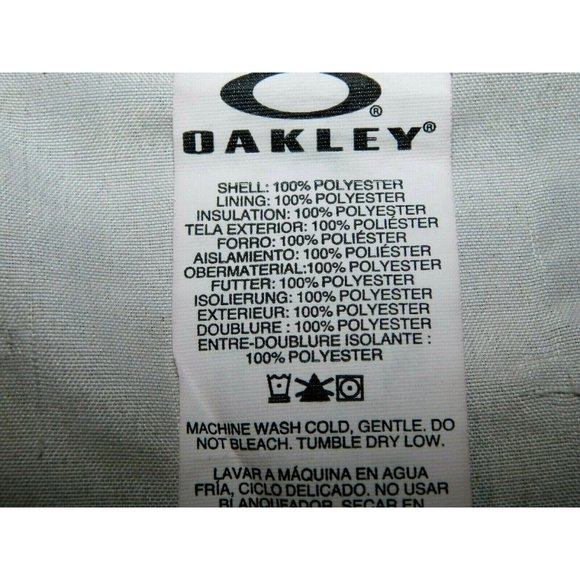 ®
OAKLEY®
SHELL: 100% POLYESTER
LINING: 100% POLYESTER
INSULATION: 100% POLYESTER
TELA EXTERIOR: 100% POLIÉSTER
FORRO: 100% POLIÉSTER
AISLAMIENTO: 100% POLIÉSTER
OBERMATERIAL:100% POLYESTER
FUTTER: 100% POLYESTER
ISOLIERUNG: 100% POLYESTER
EXTERIEUR: 100% POLYESTER
DOUBLURE : 100% POLYESTER
ENTRE-DOUBLURE ISOLANTE :
100% POLYESTER
MACHINE WASH COLD, GENTLE. DO
NOT BLEACH. TUMBLE DRY LOW.
LAVAR A MÁQUINA EN AGUA
FRÍA, CICLO DELICADO. NO USAR
BLANQUEADOR. SECAR EN